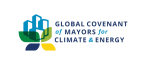 GLOBAL COVENANT
of MAYORS for
CLIMATE & ENERGY